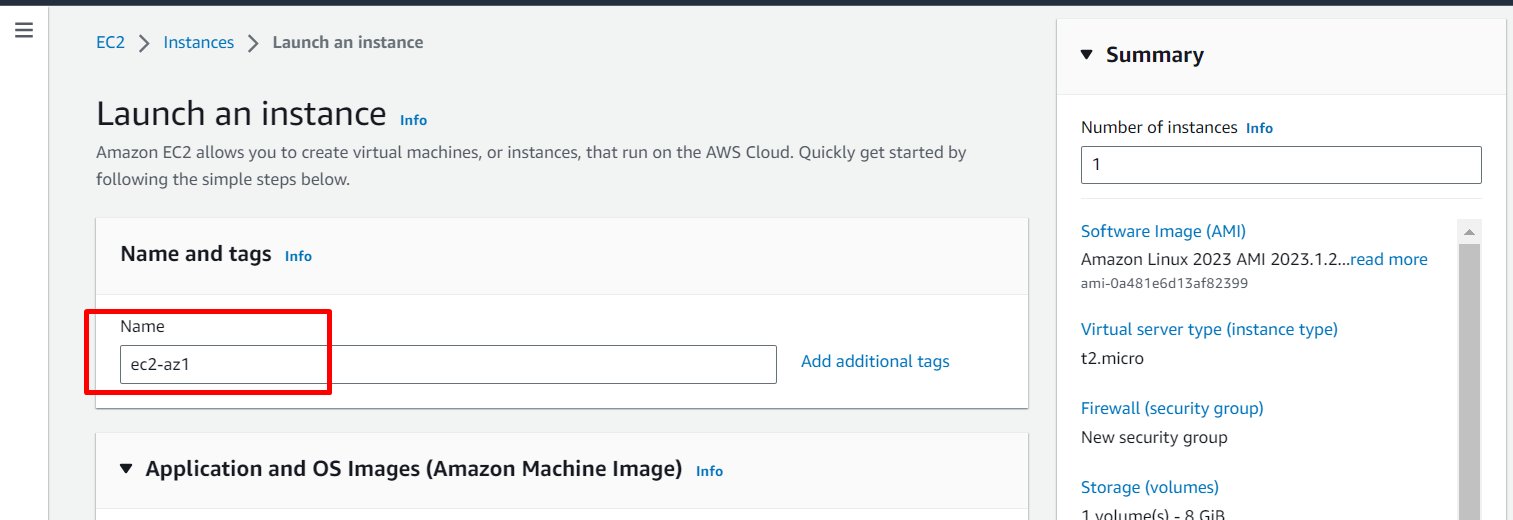 EC2 > Instances > Launch an instance
Launch an instance Info
Amazon EC2 allows you to create virtual machines, or instances, that run on the AWS Cloud. Quickly get started by
following the simple steps below.
Name and tags Info
Name
ec2-az1
Add additional tags
Application and OS Images (Amazon Machine Image) Info
Summary
Number of instances Info
1
Software Image (AMI)
Amazon Linux 2023 AMI 2023.1.2...read more
ami-0a481e6d13af82399
Virtual server type (instance type)
t2.micro
Firewall (security group)
New security group
Storage (volumes)
1 volume(s) - 8 GiB